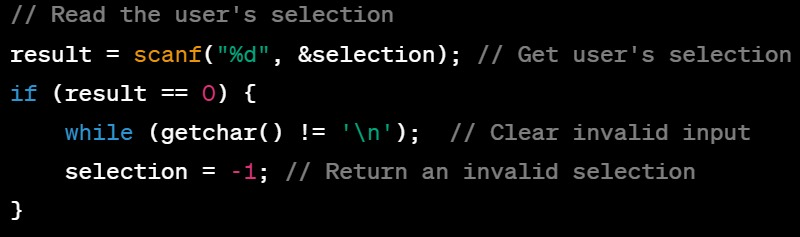 // Read the user's selection
result = scanf("%d", &selection); // Get user's selection
if (result == 0) {
    while (getchar() != '\n');  // Clear invalid input
    selection = -1; // Return an invalid selection
}